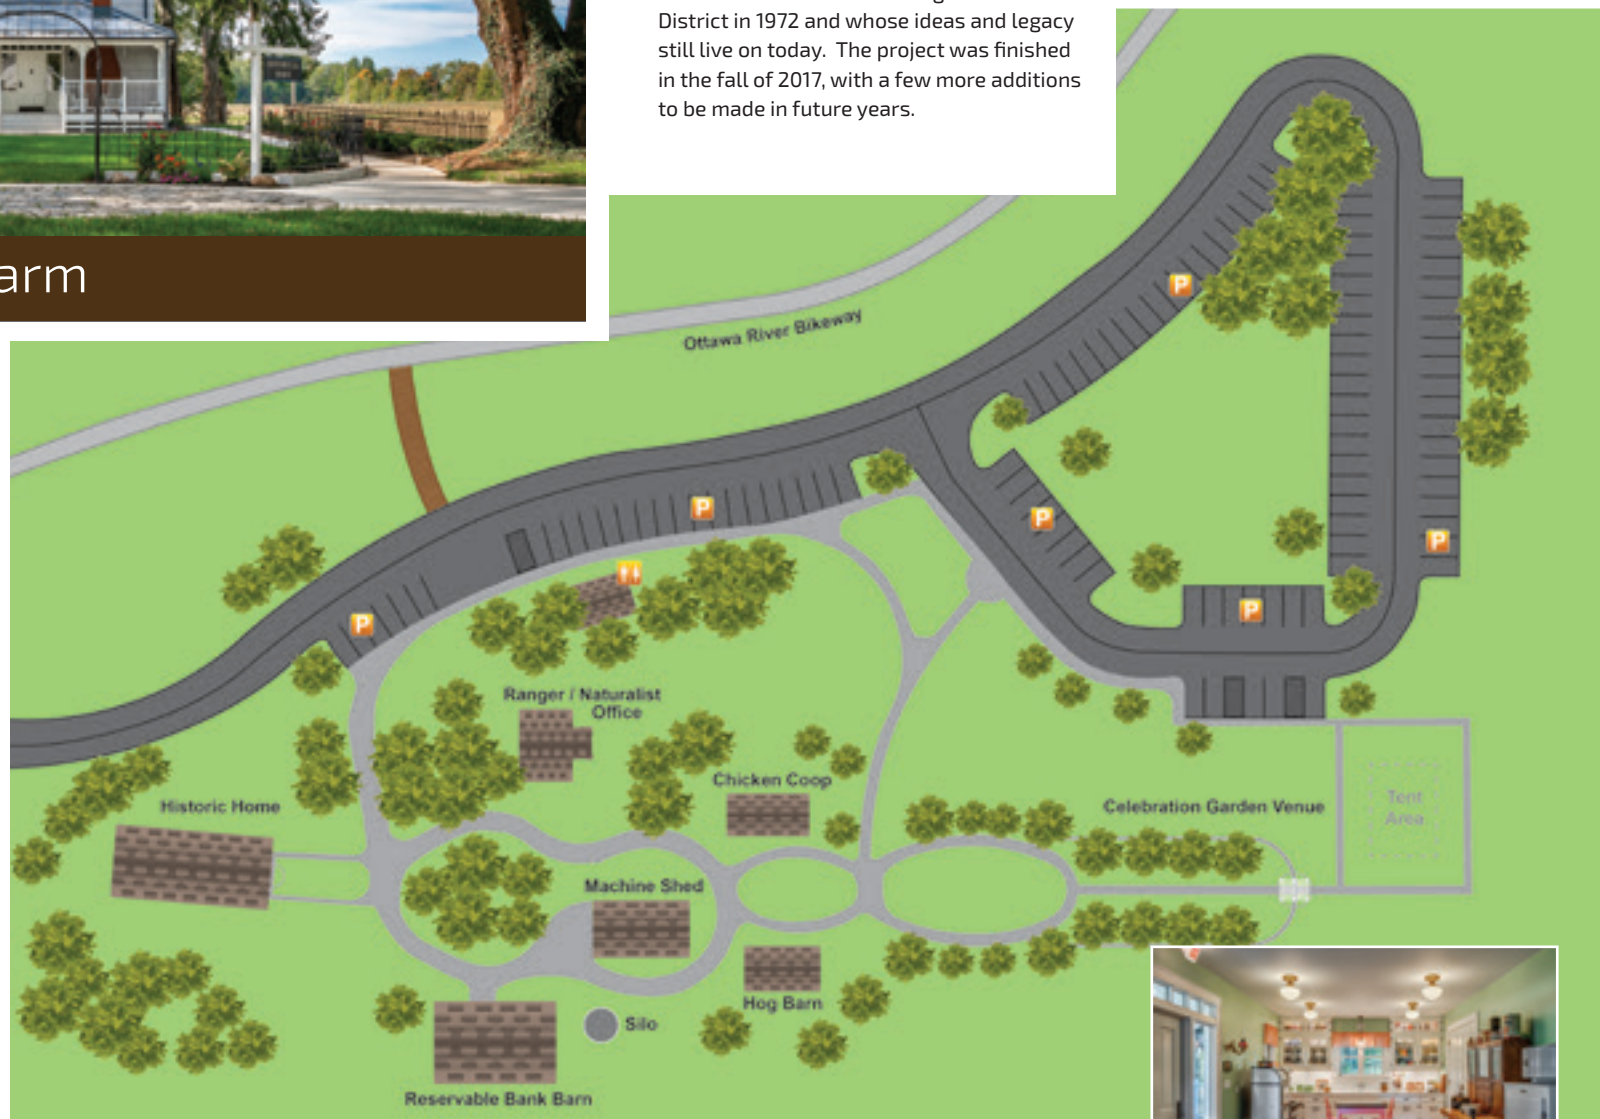 District in 1972 and whose ideas and legacy
still live on today. The project was finished
in the fall of 2017, with a few more additions
to be made in future years.
arm
Ottawa River Bikeway
P
P
P
P
P
P
Ranger / Naturalist
Office
Chicken Coop
Historic Home
Celebration Garden Venue
Tent
Area
Machine Shed
Hog Barn
Silo
Reservable Bank Barn